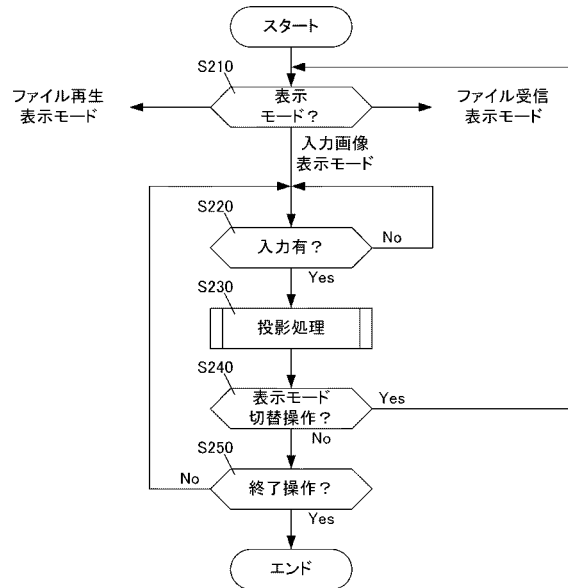 スタート
S210
表示
モード？
ファイル再生
表示モード
ファイル受信
表示モード
入力画像
表示モード
S220
入力有？
No
Yes
S230
投影処理
S240
表示モード
切替操作？
Yes
No
S250
終了操作？
No
Yes
エンド